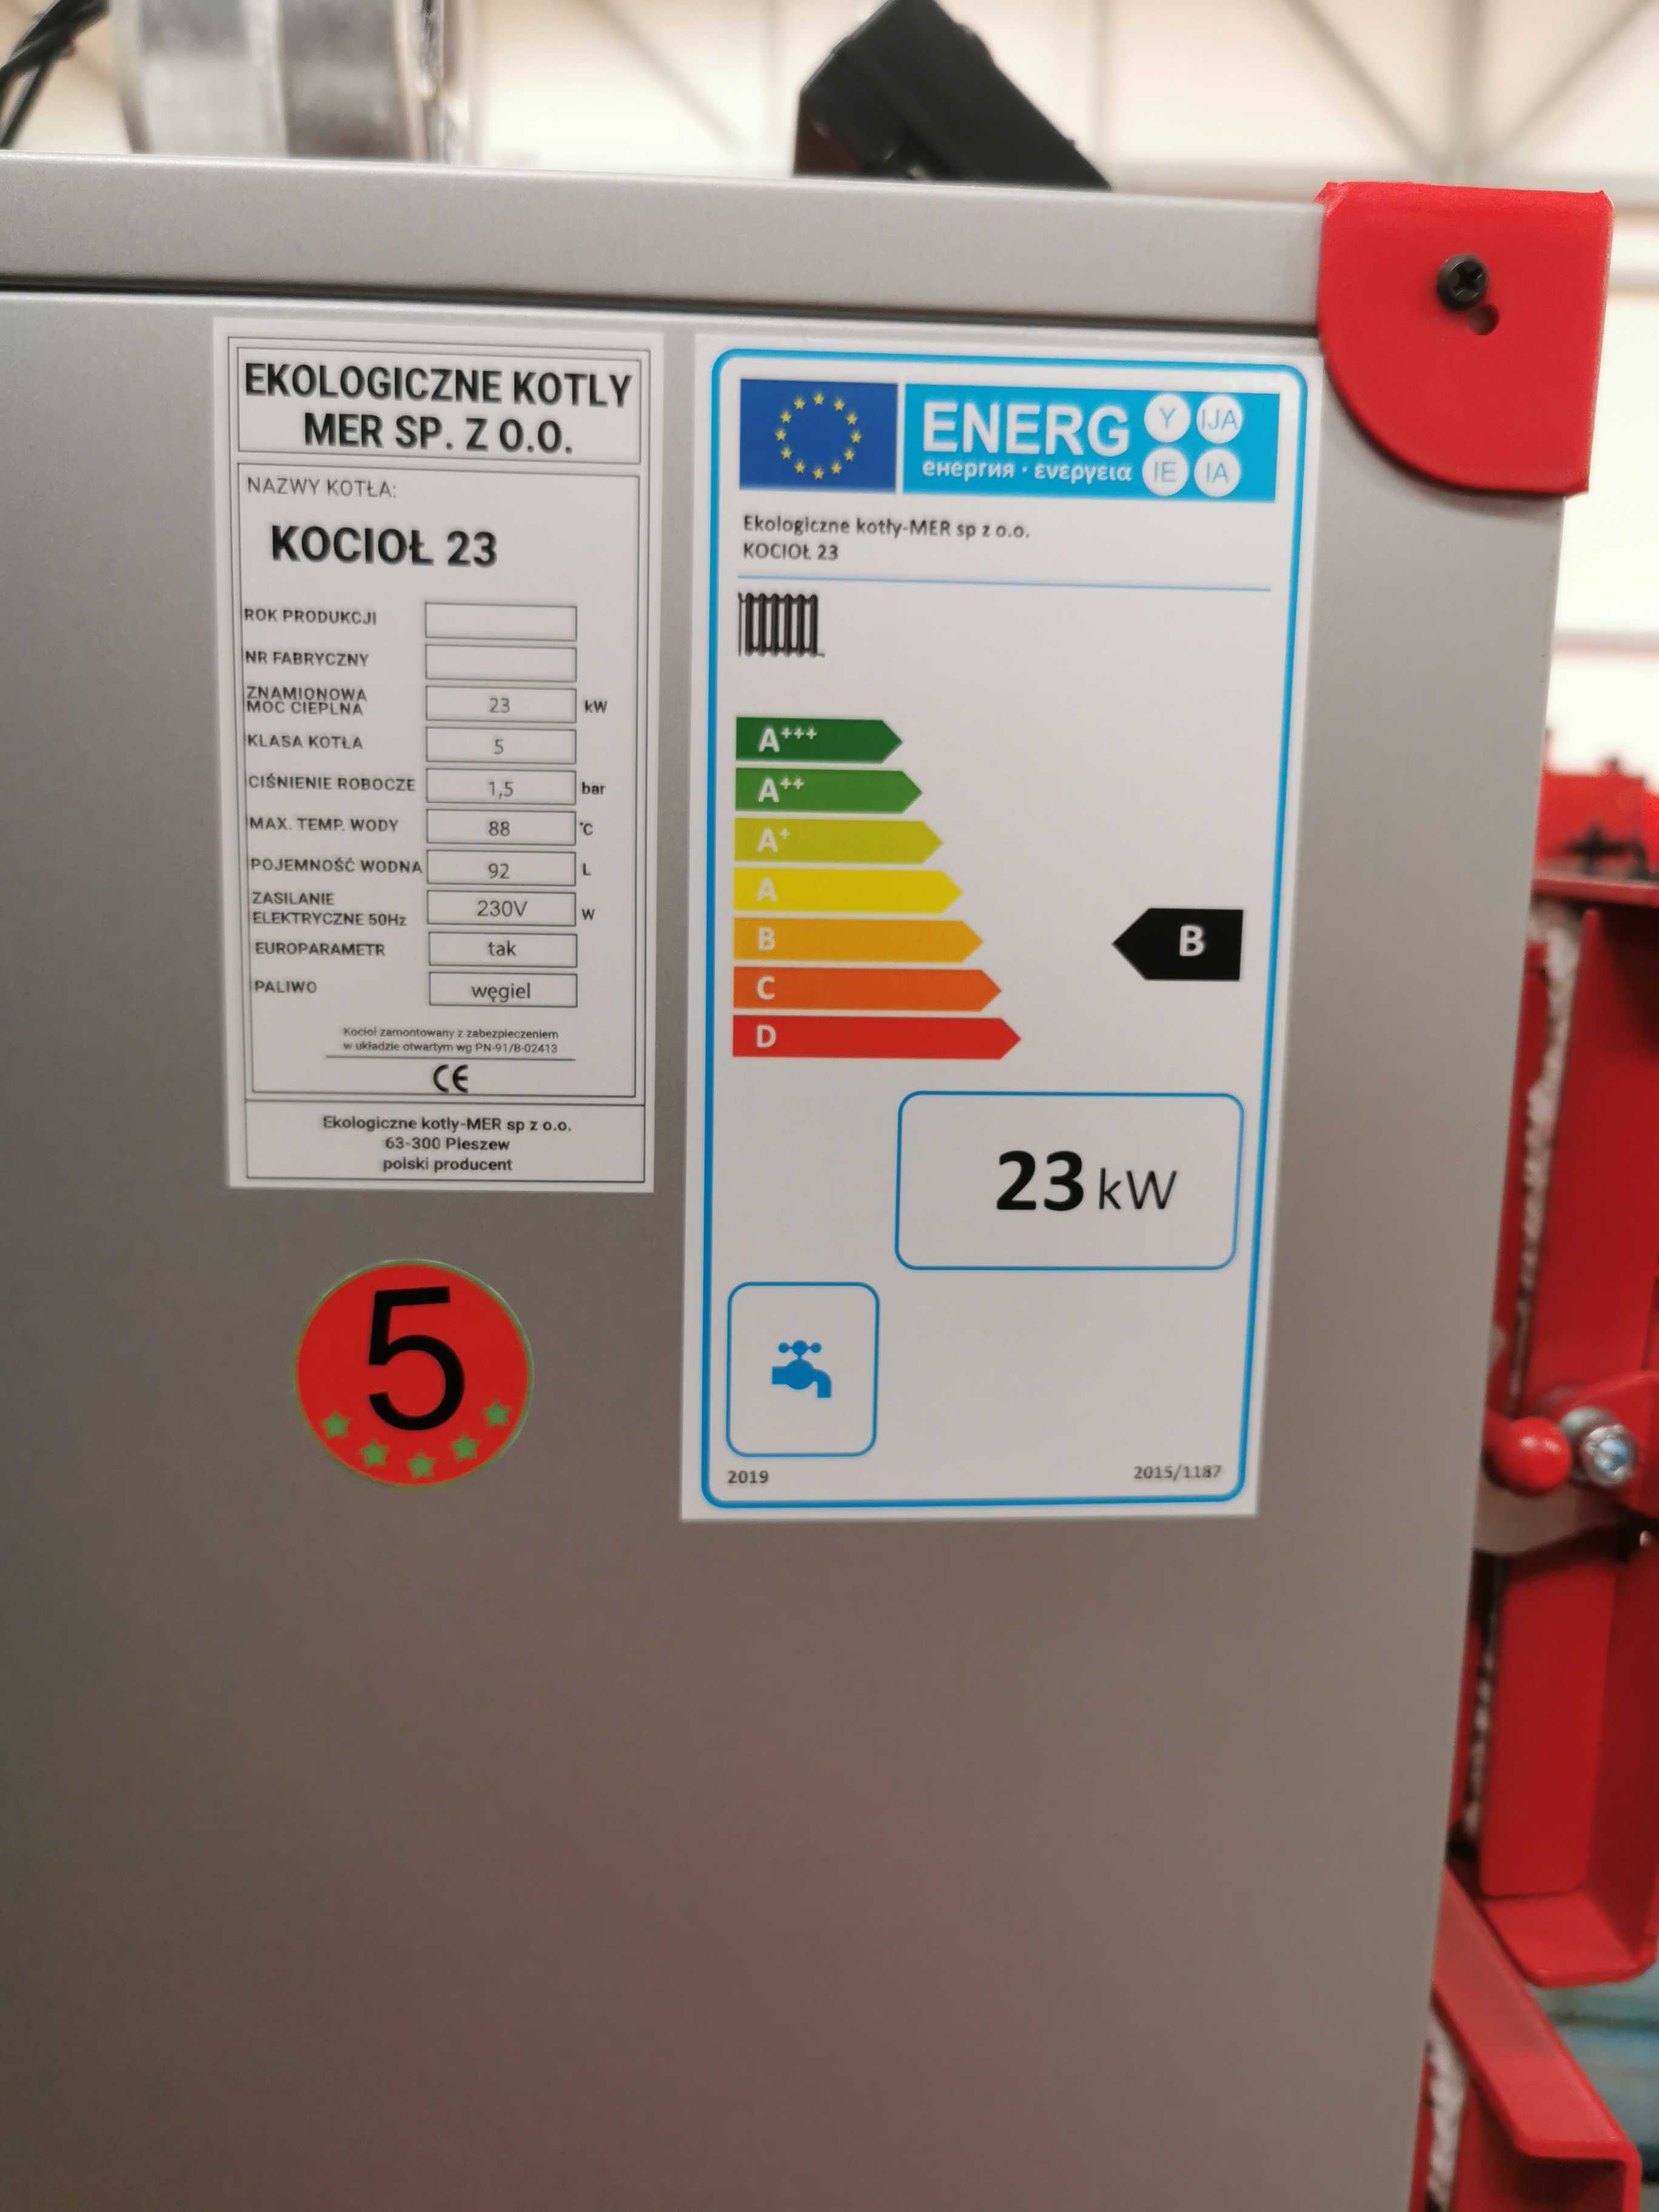 EKOLOGICZNE KOTLY
MER SP. Z O.O.
NAZWY KOTŁA:
KOCIOŁ 23
ROK PRODUKCJI
NR FABRYCZNY
ZNAMIONOWA
MOC CIEPLNA 23 kW
KLASA KOTŁA 5
CIŚNIENIE ROBOCZE 1,5 bar
MAX. TEMP. WODY 88 °C
POJEMNOŚĆ WODNA 92 L
ZASILANIE
ELEKTRYCZNE 50Hz 230V W
EUROPARAMETR tak
PALIWO węgiel
Kocioł zamontowany z zabezpieczeniem
w układzie otwartym wg PN-91/B-02413
CE
Ekologiczne kotly-MER sp z o.o.
63-300 Pleszew
polski producent
5
ENERG Y IJA
енергия · ενεργεια IE IA
Ekologiczne kotły-MER sp z o.o.
KOCIOŁ 23
A+++
A++
A+
A
B B
C
D
23 kW
2019 2015/1187